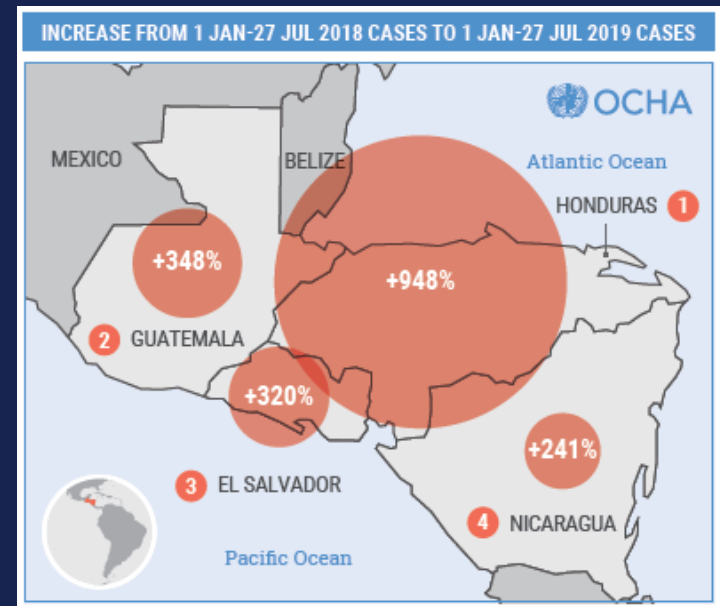 INCREASE FROM 1 JAN-27 JUL 2018 CASES TO 1 JAN-27 JUL 2019 CASES
OCHA
MEXICO
BELIZE
Atlantic Ocean
HONDURAS 1
+348%
+948%
2 GUATEMALA
+320%
+241%
3 EL SALVADOR
4 NICARAGUA
Pacific Ocean